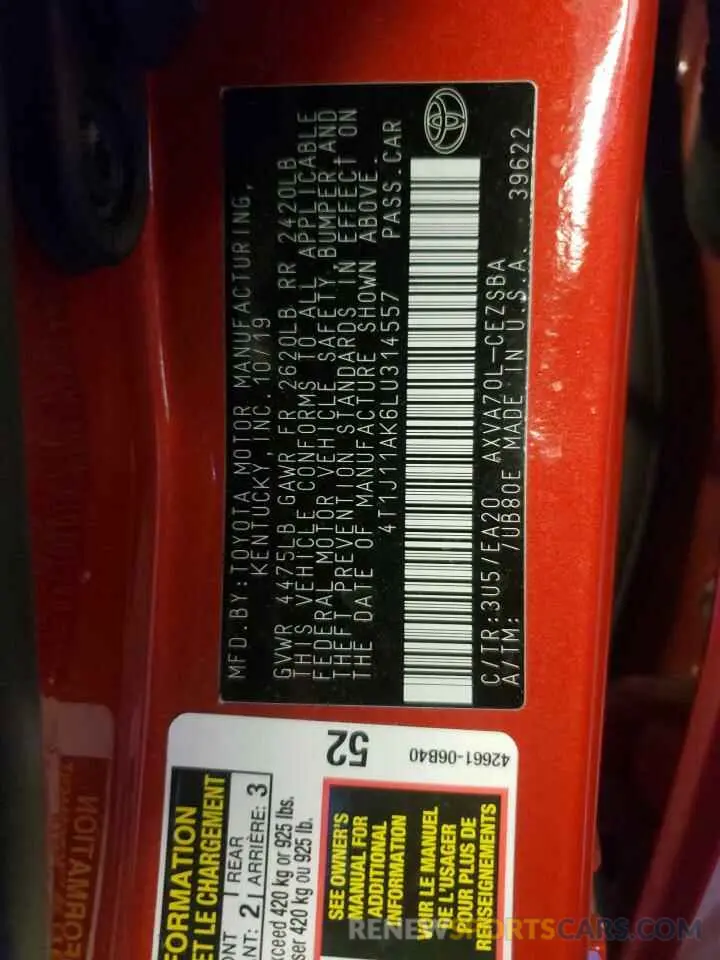 MFD.BY:TOYOTA MOTOR MANUFACTURING,
KENTUCKY,INC.10/19
GVWR 4475LB GAWR FR 2620LB RR 2420LB
THIS VEHICLE CONFORMS TO ALL APPLICABLE
FEDERAL MOTOR VEHICLE SAFETY, BUMPER, AND
THEFT PREVENTION STANDARDS IN EFFECT ON
THE DATE OF MANUFACTURE SHOWN ABOVE.
4T1J11AK6LU314557 PASS.CAR
C/TR:3U5/EA20 AXVA70L-CEZSBA
A/TM: /UB80E MADE IN U.S.A. 39622
52
42661-06B40
FORMATION
ET LE CHARGEMENT
ONT : 2 REAR
ARRIÈRE: 3
xceed 420 kg or 925 lbs.
ser 420 kg ou 925 lb.
SEE OWNER'S
MANUAL FOR
ADDITIONAL
INFORMATION
VOIR LE MANUEL
DE L'USAGER
POUR PLUS DE
RENSEIGNEMENTS
RENEWSPORTSCARS.COM